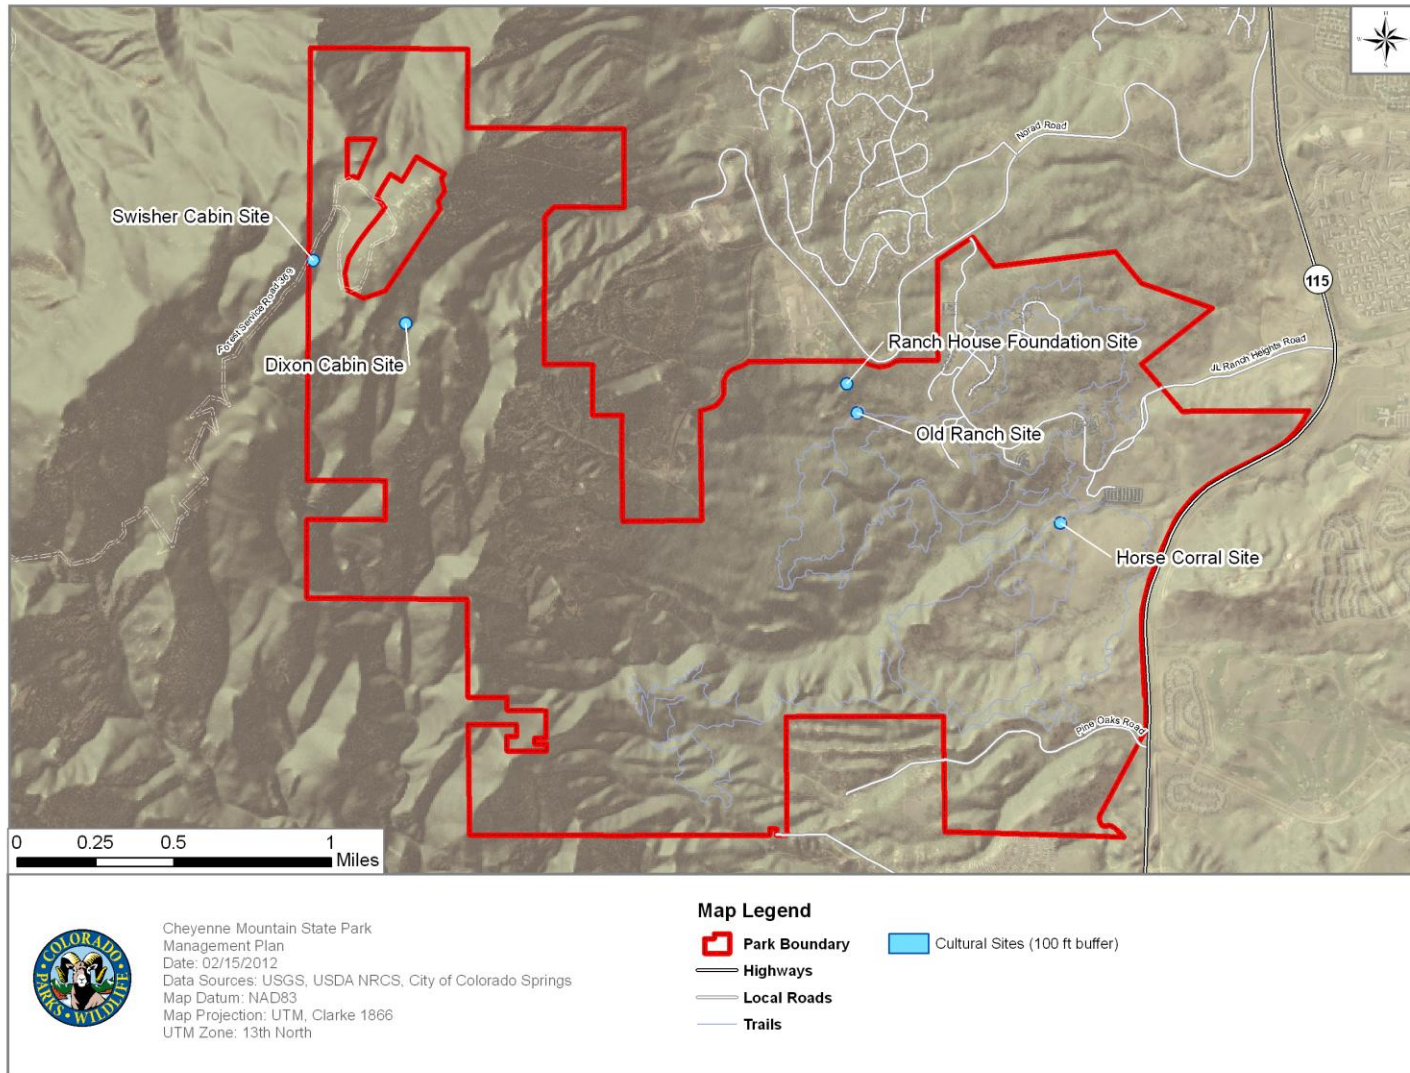 Norad Road
Swisher Cabin Site
115
Forest Service Road 369
Ranch House Foundation Site
JL Ranch Heights Road
Dixon Cabin Site
Old Ranch Site
Horse Corral Site
Pine Oaks Road
0 0.25 0.5 1
Miles
Map Legend
Park Boundary
Highways
Local Roads
Trails
Cultural Sites (100 ft buffer)
COLORADO
PARKS • WILDLIFE
Cheyenne Mountain State Park
Management Plan
Date: 02/15/2012
Data Sources: USGS, USDA NRCS, City of Colorado Springs
Map Datum: NAD83
Map Projection: UTM, Clarke 1866
UTM Zone: 13th North